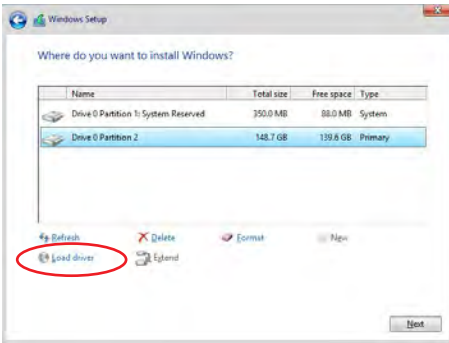 Windows Setup
Where do you want to install Windows?
Name Total size Free space Type
Drive 0 Partition 1: System Reserved 350.0 MB 88.0 MB System
Drive 0 Partition 2 148.7 GB 139.6 GB Primary
Refresh Delete Format New
Load driver Extend
Next